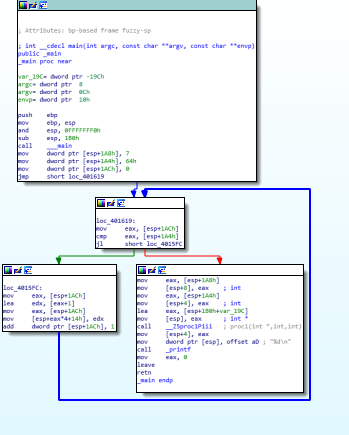 ; Attributes: bp-based frame fuzzy-sp
; int __cdecl main(int argc, const char **argv, const char **envp)
public _main
_main proc near
var_19C= dword ptr -19Ch
argc= dword ptr  8
argv= dword ptr  0Ch
envp= dword ptr  10h
push    ebp
mov     ebp, esp
and     esp, 0FFFFFFF0h
sub     esp, 1B0h
call    ___main
mov     dword ptr [esp+1A8h], 7
mov     dword ptr [esp+1A4h], 64h
mov     dword ptr [esp+1ACh], 0
jmp     short loc_401619
loc_401619:
mov     eax, [esp+1ACh]
cmp     eax, [esp+1A4h]
jl      short loc_4015FC
loc_4015FC:
mov     eax, [esp+1ACh]
lea     edx, [eax+1]
mov     eax, [esp+1ACh]
mov     [esp+eax*4+14h], edx
add     dword ptr [esp+1ACh], 1
mov     eax, [esp+1A8h]
mov     [esp+8], eax    ; int
mov     eax, [esp+1A4h]
mov     [esp+4], eax    ; int
lea     eax, [esp+1B0h+var_19C]
mov     [esp], eax      ; int *
call    __Z5proc1Piii   ; proc1(int *,int,int)
mov     [esp+4], eax
mov     dword ptr [esp], offset aD ; "%d\n"
call    _printf
mov     eax, 0
leave
retn
_main endp